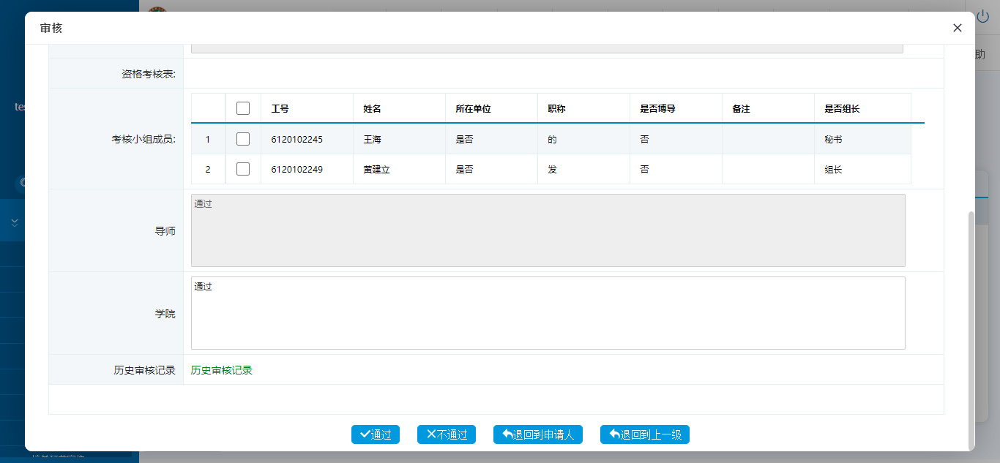 审核
助
资格考核表:
工号 姓名 所在单位 职称 是否博导 备注 是否组长
考核小组成员:
1 6120102245 王海 是否 的 否 秘书
2 6120102249 黄建立 是否 发 否 组长
导师 通过
学院 通过
历史审核记录 历史审核记录
通过 不通过 退回到申请人 退回到上一级